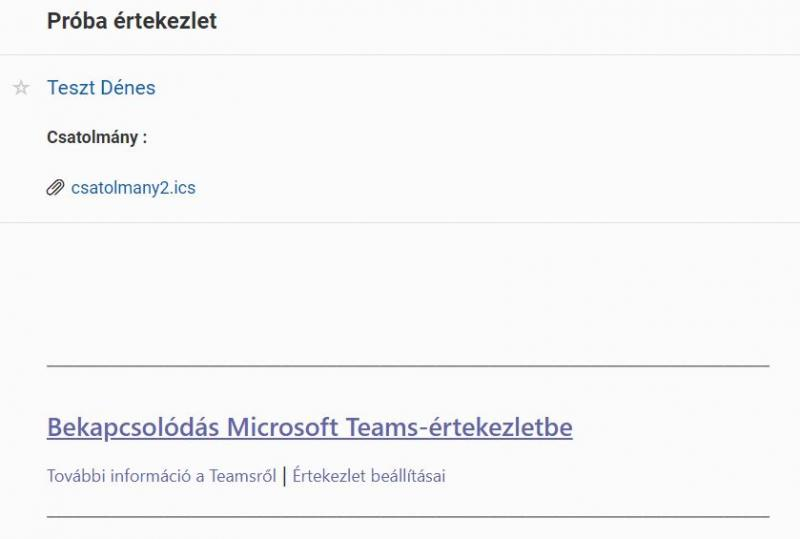 Próba értekezlet
Teszt Dénes
Csatolmány :
csatolmany2.ics
Bekapcsolódás Microsoft Teams-értekezletbe
További információ a Teamsről | Értekezlet beállításai